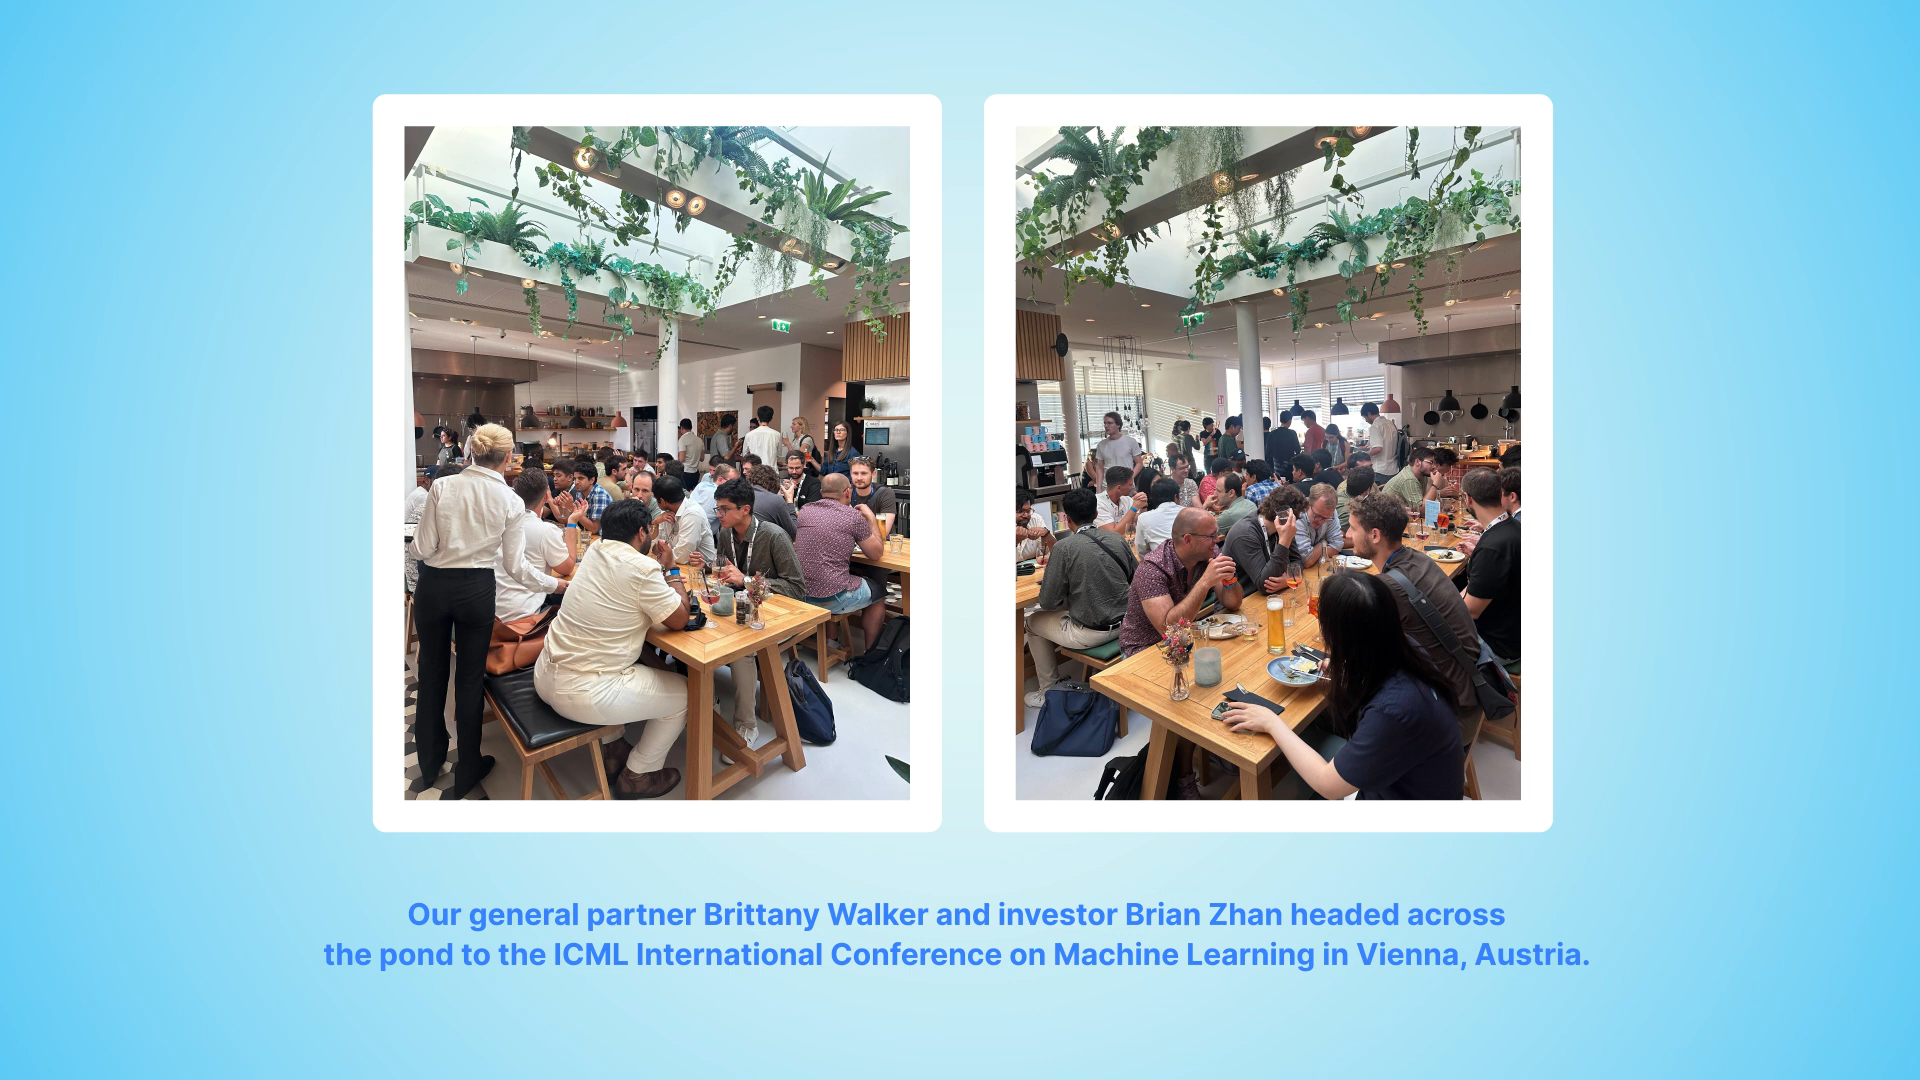 Our general partner Brittany Walker and investor Brian Zhan headed across
the pond to the ICML International Conference on Machine Learning in Vienna, Austria.